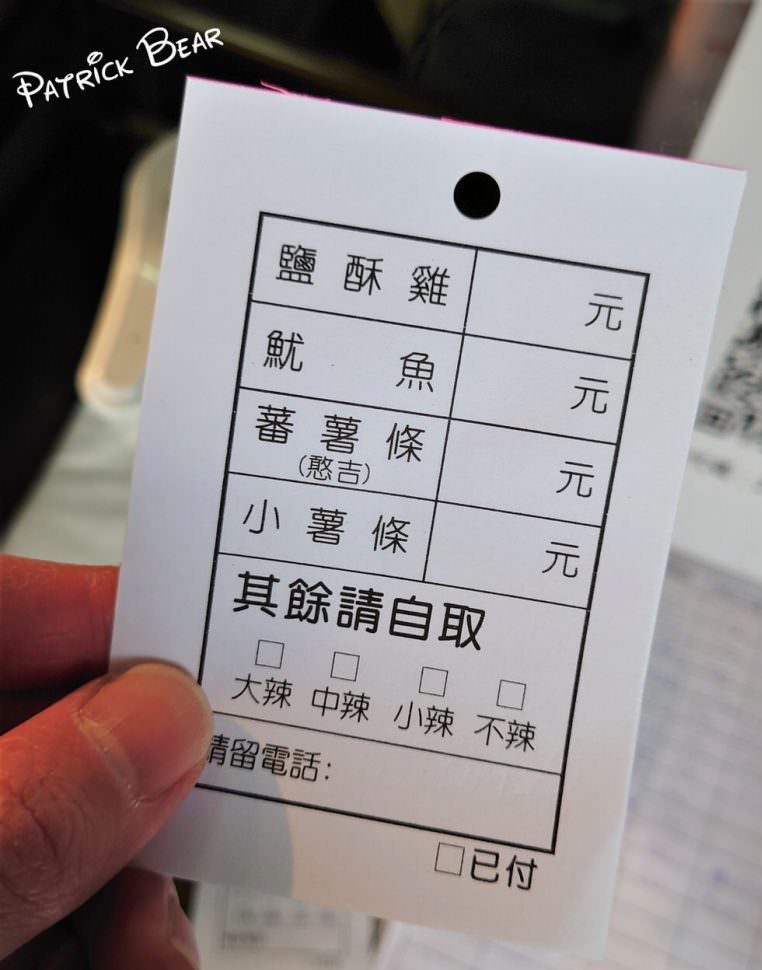 PATRICK BEAR
鹽酥雞 元
魷魚 元
蕃薯條 元
(憨吉)
小薯條 元
其餘請自取
□ □ □ □
大辣 中辣 小辣 不辣
請留電話:
□已付